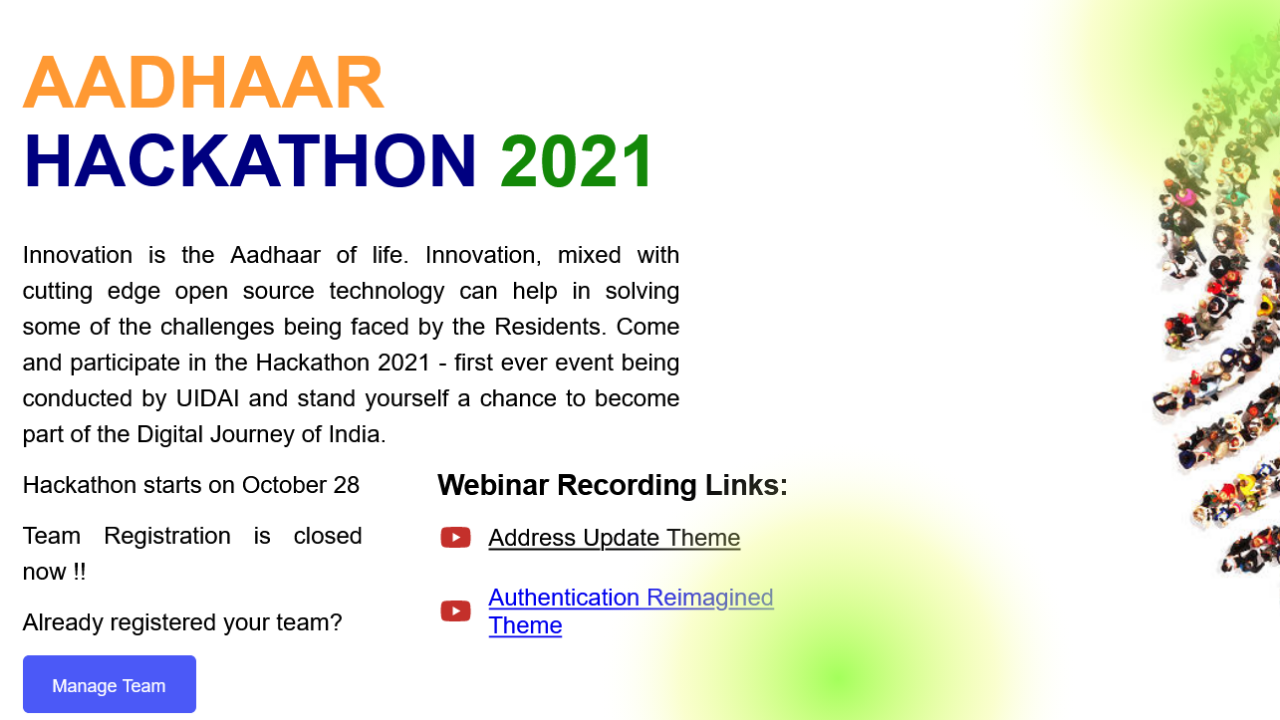 AADHAAR
HACKATHON 2021
Innovation is the Aadhaar of life. Innovation, mixed with
cutting edge open source technology can help in solving
some of the challenges being faced by the Residents. Come
and participate in the Hackathon 2021 - first ever event being
conducted by UIDAI and stand yourself a chance to become
part of the Digital Journey of India.
Hackathon starts on October 28
Team Registration is closed
now !!
Already registered your team?
Manage Team
Webinar Recording Links:
Address Update Theme
Authentication Reimagined
Theme